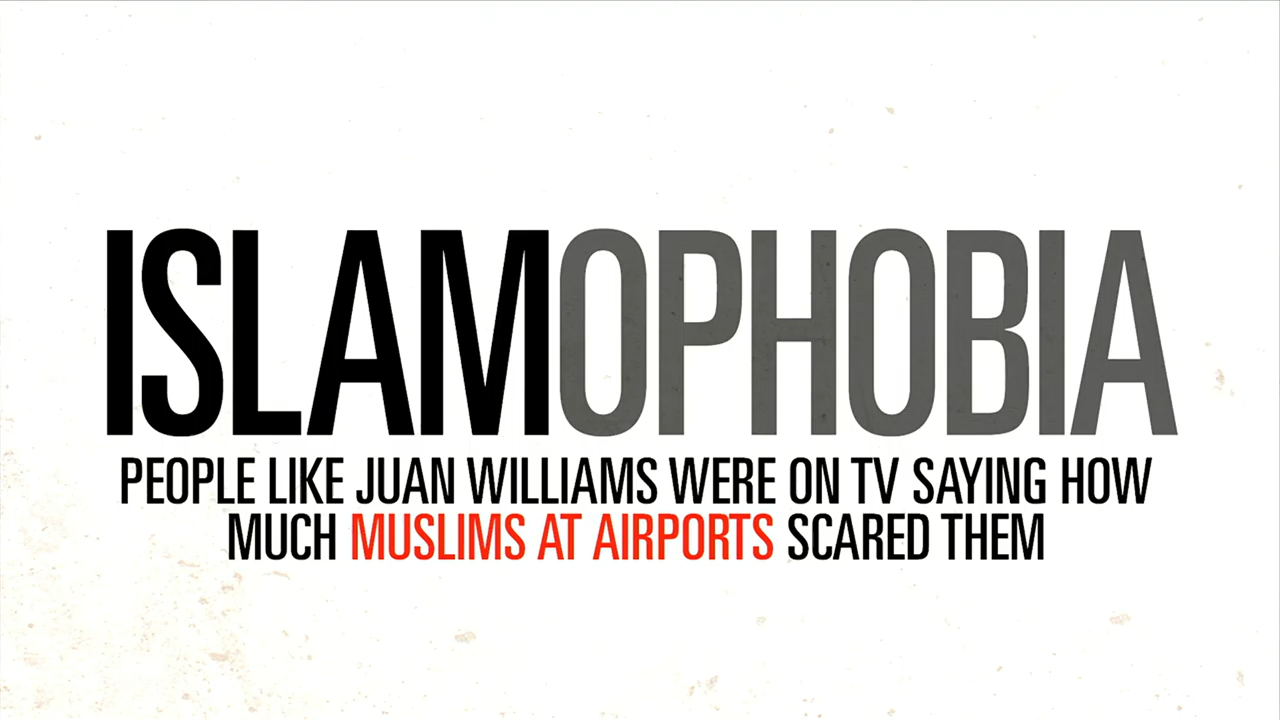 ISLAMOPHOBIA
PEOPLE LIKE JUAN WILLIAMS WERE ON TV SAYING HOW
MUCH MUSLIMS AT AIRPORTS SCARED THEM